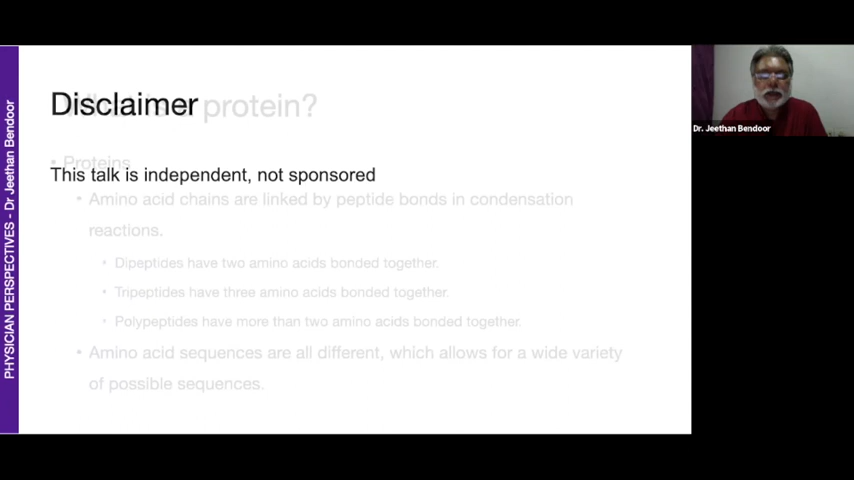 PHYSICIAN PERSPECTIVES - Dr Jeethan Bendoor
Disclaimer
protein?
• Proteins
This talk is independent, not sponsored
• Amino acid chains are linked by peptide bonds in condensation
reactions.
• Dipeptides have two amino acids bonded together.
• Tripeptides have three amino acids bonded together.
• Polypeptides have more than two amino acids bonded together.
• Amino acid sequences are all different, which allows for a wide variety
of possible sequences.
Dr. Jeethan Bendoor